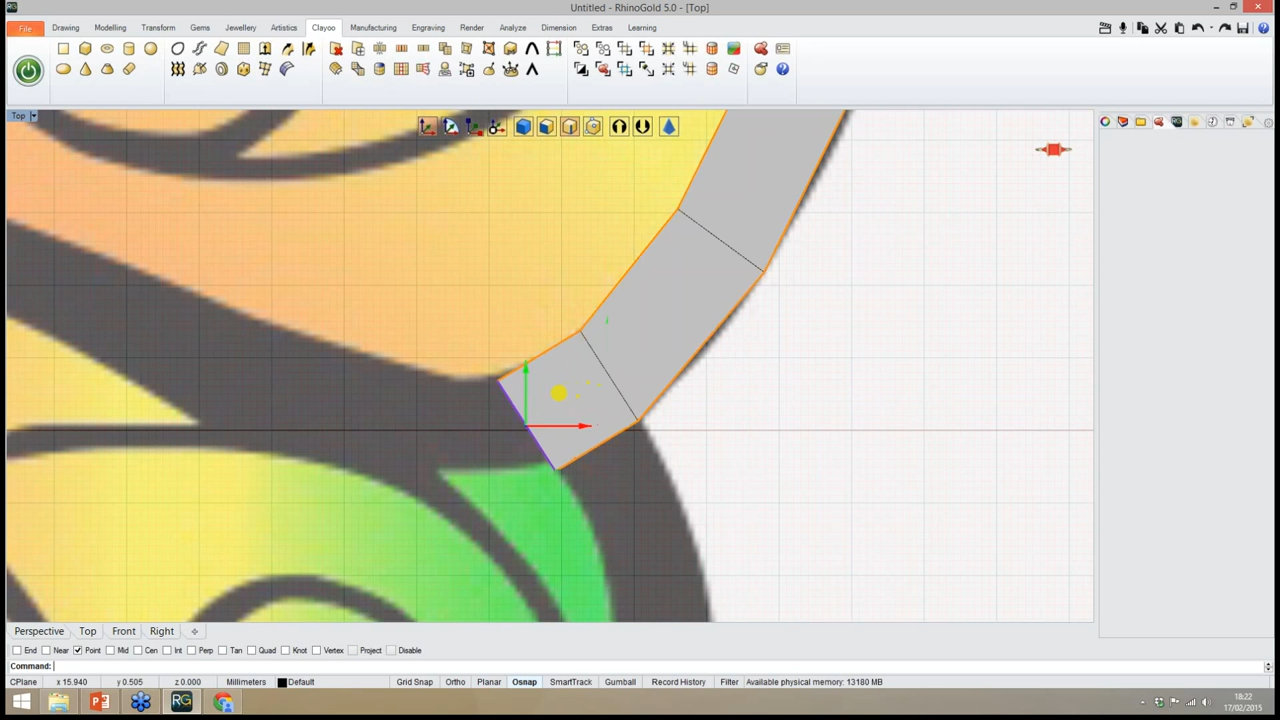 Untitled - RhinoGold 5.0 - [Top]
File Drawing Modelling Transform Gems Jewellery Artistics Clayoo Manufacturing Engraving Render Analyze Dimension Extras Learning
Top
Perspective Top Front Right
End Near Point Mid Cen Int Perp Tan Quad Knot Vertex Project Disable
Command:
CPlane x 15.940 y 0.505 z 0.000 Millimeters Default Grid Snap Ortho Planar Osnap SmartTrack Gumball Record History Filter Available physical memory: 13180 MB
RG
18:22
17/02/2015